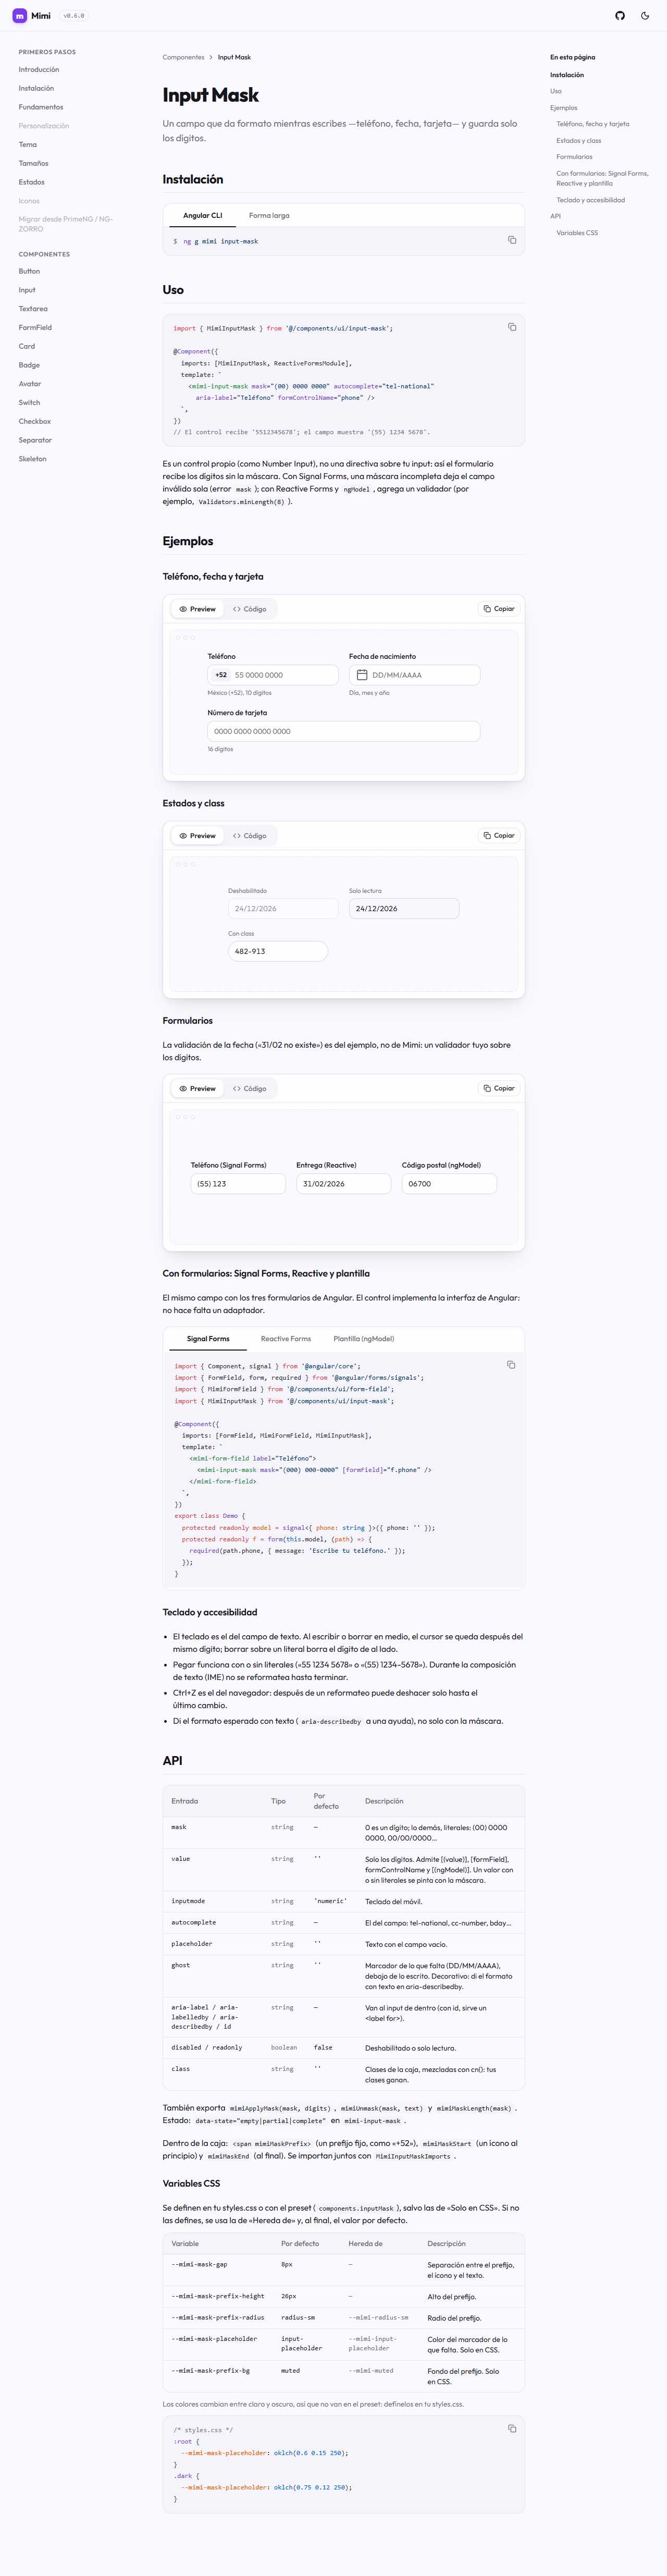 m Mimi v0.6.0
PRIMEROS PASOS
Introducción
Instalación
Fundamentos
Personalización
Tema
Tamaños
Estados
Iconos
Migrar desde PrimeNG / NG-
ZORRO
COMPONENTES
Button
Input
Textarea
FormField
Card
Badge
Avatar
Switch
Checkbox
Separator
Skeleton
Componentes > Input Mask
Input Mask
Un campo que da formato mientras escribes —teléfono, fecha, tarjeta— y guarda solo
los dígitos.
Instalación
Angular CLI Forma larga
$ ng g mimi input-mask
Uso
import { MimiInputMask } from '@/components/ui/input-mask';
@Component({
imports: [MimiInputMask, ReactiveFormsModule],
template: `
<mimi-input-mask mask="(00) 0000 0000" autocomplete="tel-national"
aria-label="Teléfono" formControlName="phone" />
`,
})
// El control recibe '5512345678'; el campo muestra '(55) 1234 5678'.
Es un control propio (como Number Input), no una directiva sobre tu input: así el formulario
recibe los dígitos sin la máscara. Con Signal Forms, una máscara incompleta deja el campo
inválido sola (error mask ); con Reactive Forms y ngModel , agrega un validador (por
ejemplo, Validators.minLength(8) ).
Ejemplos
Teléfono, fecha y tarjeta
Preview Código Copiar
Teléfono Fecha de nacimiento
+52 55 0000 0000 DD/MM/AAAA
México (+52), 10 dígitos Día, mes y año
Número de tarjeta
0000 0000 0000 0000
16 dígitos
Estados y class
Preview Código Copiar
Deshabilitado Solo lectura
24/12/2026 24/12/2026
Con class
482-913
Formularios
La validación de la fecha («31/02 no existe») es del ejemplo, no de Mimi: un validador tuyo sobre
los dígitos.
Preview Código Copiar
Teléfono (Signal Forms) Entrega (Reactive) Código postal (ngModel)
(55) 123 31/02/2026 06700
Con formularios: Signal Forms, Reactive y plantilla
El mismo campo con los tres formularios de Angular. El control implementa la interfaz de Angular:
no hace falta un adaptador.
Signal Forms Reactive Forms Plantilla (ngModel)
import { Component, signal } from '@angular/core';
import { FormField, form, required } from '@angular/forms/signals';
import { MimiFormField } from '@/components/ui/form-field';
import { MimiInputMask } from '@/components/ui/input-mask';
@Component({
imports: [FormField, MimiFormField, MimiInputMask],
template: `
<mimi-form-field label="Teléfono">
<mimi-input-mask mask="(000) 000-0000" [formField]="f.phone" />
</mimi-form-field>
`,
})
export class Demo {
protected readonly model = signal<{ phone: string }>({ phone: '' });
protected readonly f = form(this.model, (path) => {
required(path.phone, { message: 'Escribe tu teléfono.' });
});
}
Teclado y accesibilidad
• El teclado es el del campo de texto. Al escribir o borrar en medio, el cursor se queda después del
mismo dígito; borrar sobre un literal borra el dígito de al lado.
• Pegar funciona con o sin literales («55 1234 5678» o «(55) 1234-5678»). Durante la composición
de texto (IME) no se reformatea hasta terminar.
• Ctrl+Z es el del navegador: después de un reformateo puede deshacer solo hasta el
último cambio.
• Di el formato esperado con texto ( aria-describedby a una ayuda), no solo con la máscara.
API
Entrada Tipo Por defecto Descripción
mask string — 0 es un dígito; lo demás, literales: (00) 0000
0000, 00/00/0000…
value string '' Solo los dígitos. Admite [(value)], [formField],
formControlName y [(ngModel)]. Un valor con
o sin literales se pinta con la máscara.
inputmode string 'numeric' Teclado del móvil.
autocomplete string — El del campo: tel-national, cc-number, bday…
placeholder string '' Texto con el campo vacío.
ghost string '' Marcador de lo que falta (DD/MM/AAAA),
debajo de lo escrito. Decorativo: di el formato
con texto en aria-describedby.
aria-label / aria-
labelledby / aria-
describedby / id string — Van al input de dentro (con id, sirve un
<label for>).
disabled / readonly boolean false Deshabilitado o solo lectura.
class string '' Clases de la caja, mezcladas con cn(): tus
clases ganan.
También exporta mimiApplyMask(mask, digits) , mimiUnmask(mask, text) y mimiMaskLength(mask) .
Estado: data-state="empty|partial|complete" en mimi-input-mask .
Dentro de la caja: <span mimiMaskPrefix> (un prefijo fijo, como «+52»), mimiMaskStart (un icono al
principio) y mimiMaskEnd (al final). Se importan juntos con MimiInputMaskImports .
Variables CSS
Se definen en tu styles.css o con el preset ( components.inputMask ), salvo las de «Solo en CSS». Si no
las defines, se usa la de «Hereda de» y, al final, el valor por defecto.
Variable Por defecto Hereda de Descripción
--mimi-mask-gap 8px — Separación entre el prefijo,
el icono y el texto.
--mimi-mask-prefix-height 26px — Alto del prefijo.
--mimi-mask-prefix-radius radius-sm --mimi-radius-sm Radio del prefijo.
--mimi-mask-placeholder input-
placeholder --mimi-input-
placeholder Color del marcador de lo
que falta. Solo en CSS.
--mimi-mask-prefix-bg muted --mimi-muted Fondo del prefijo. Solo
en CSS.
Los colores cambian entre claro y oscuro, así que no van en el preset: defínelos en tu styles.css.
/* styles.css */
:root {
--mimi-mask-placeholder: oklch(0.6 0.15 250);
}
.dark {
--mimi-mask-placeholder: oklch(0.75 0.12 250);
}
En esta página
Instalación
Uso
Ejemplos
Teléfono, fecha y tarjeta
Estados y class
Formularios
Con formularios: Signal Forms,
Reactive y plantilla
Teclado y accesibilidad
API
Variables CSS